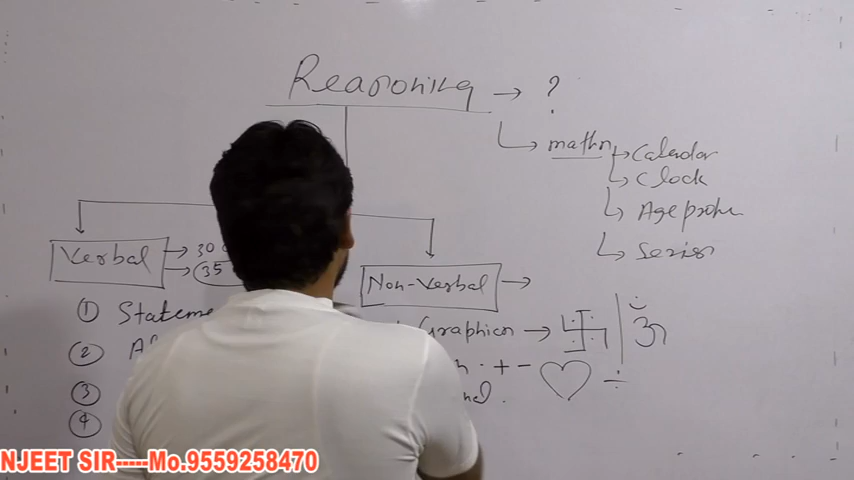 Reasoning → ?
maths → Calendar
Clock
Age
Series
Verbal → 30
→ 35
Non-Verbal →
① Stateme
②
③
④
Graphics → 卐 | ॐ
+ - ♡ ÷
NJEET SIR-----Mo.9559258470